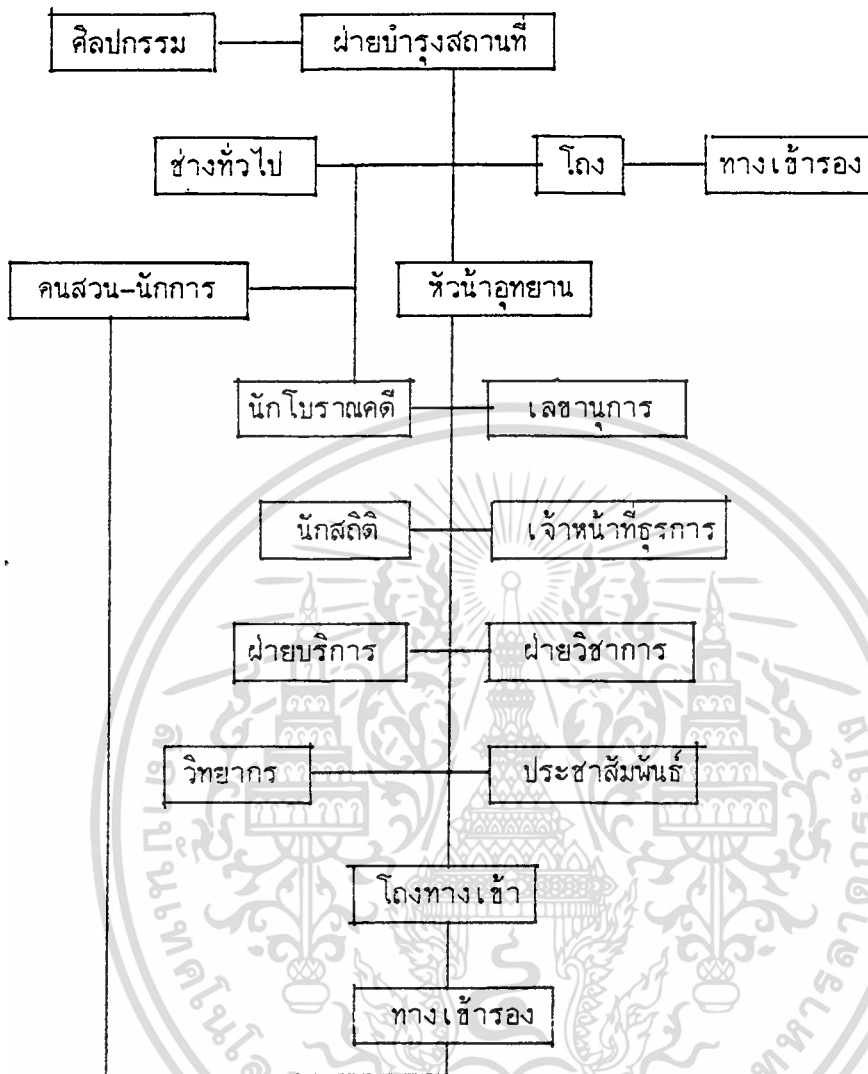 ศิลปกรรม
ฝ่ายบำรุงสถานที่
ช่างทั่วไป
โถง
ทางเข้ารอง
คนสวน-นักการ
หัวน้าอุทยาน
นักโบราณคดี
เลขานุการ
นักสถิติ
เจ้าหน้าที่ธุรการ
ฝ่ายบริการ
ฝ่ายวิชาการ
วิทยากร
ประชาสัมพันธ์
โถงทางเข้า
ทางเข้ารอง